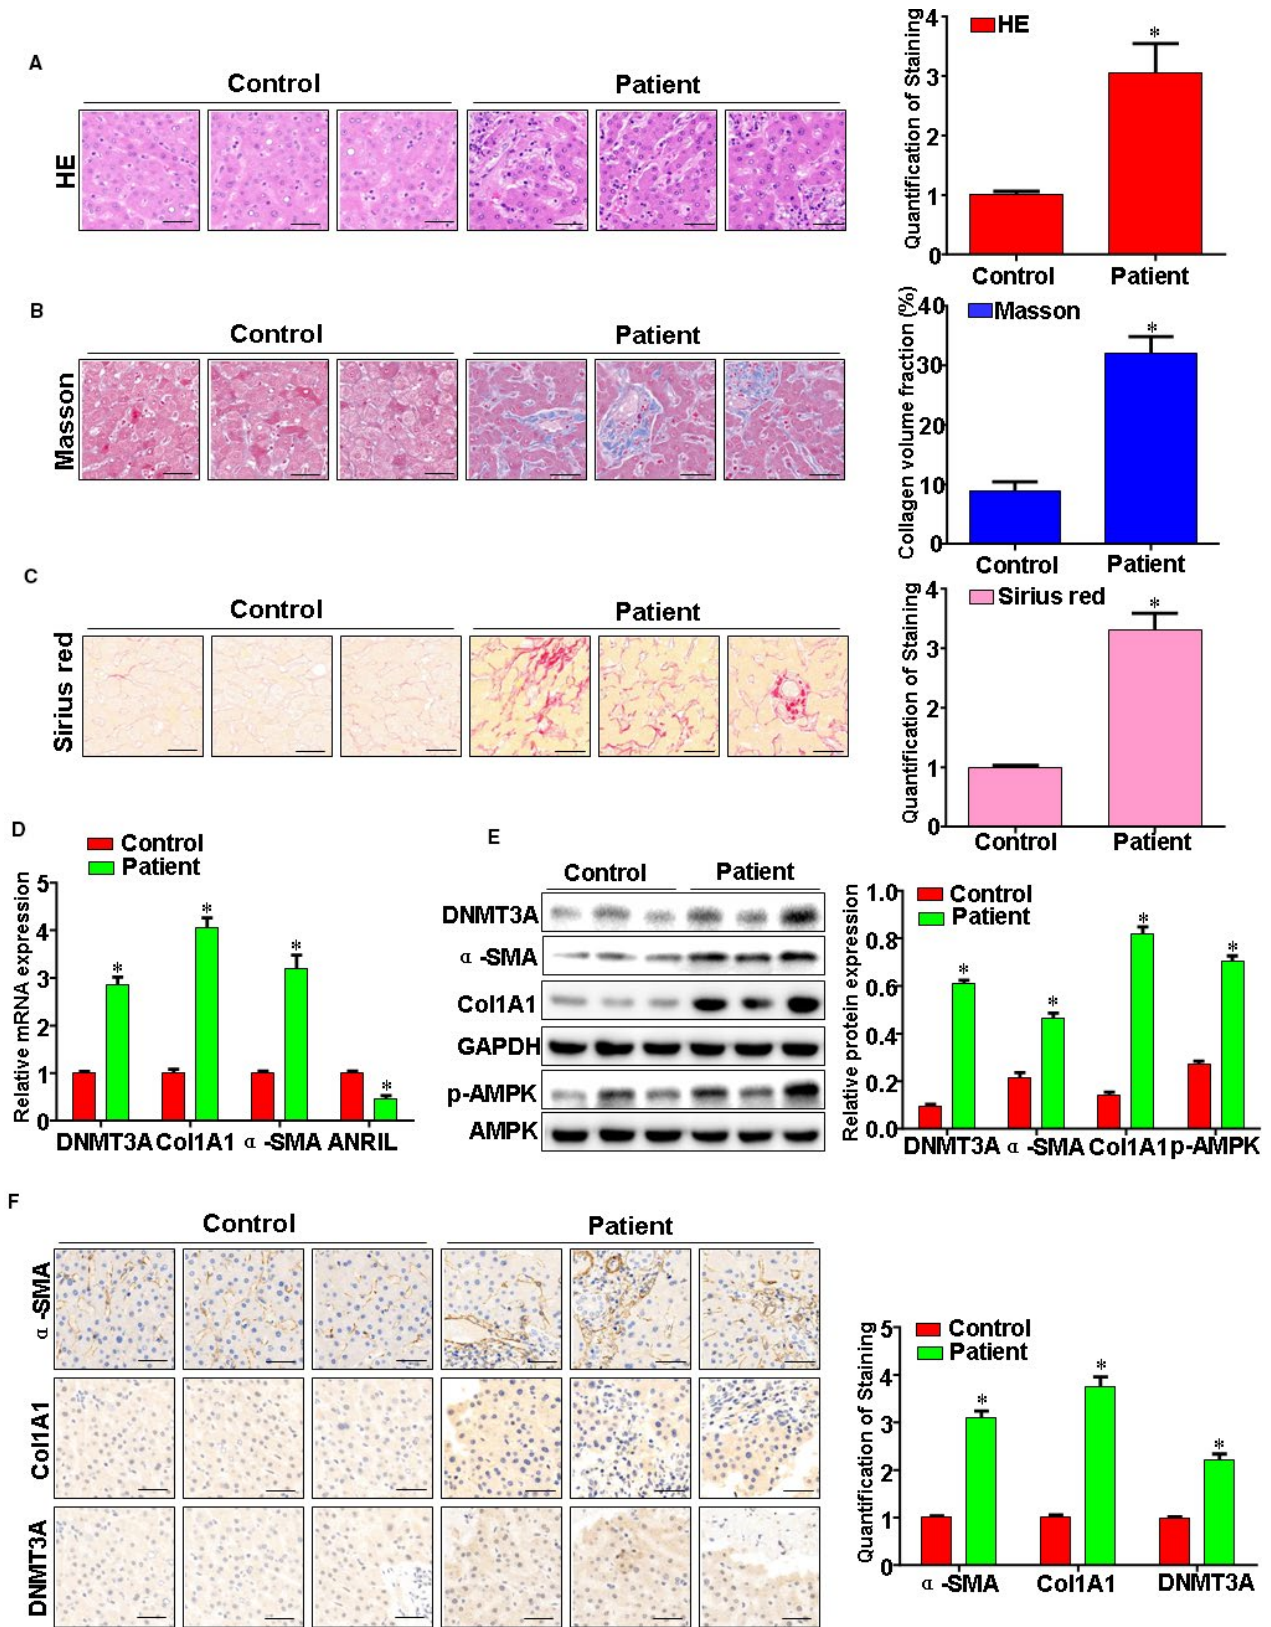 A
Control
Patient
HE
Quantification of Staining
4
3
2
1
0
HE
*
Control
Patient
B
Control
Patient
Masson
Collagen volume fraction (%)
40
30
20
10
0
Masson
*
Control
Patient
C
Control
Patient
Sirius red
Quantification of Staining
4
3
2
1
0
Sirius red
*
Control
Patient
D
Control
Patient
Relative mRNA expression
5
4
3
2
1
0
*
*
*
*
DNMT3A Col1A1 α-SMA ANRIL
E
Control
Patient
DNMT3A
α-SMA
Col1A1
GAPDH
p-AMPK
AMPK
Relative protein expression
1.0
0.8
0.6
0.4
0.2
0.0
Control
Patient
*
*
*
*
DNMT3A α-SMA Col1A1 p-AMPK
F
Control
Patient
α-SMA
Col1A1
DNMT3A
Quantification of Staining
5
4
3
2
1
0
Control
Patient
*
*
*
α-SMA Col1A1 DNMT3A